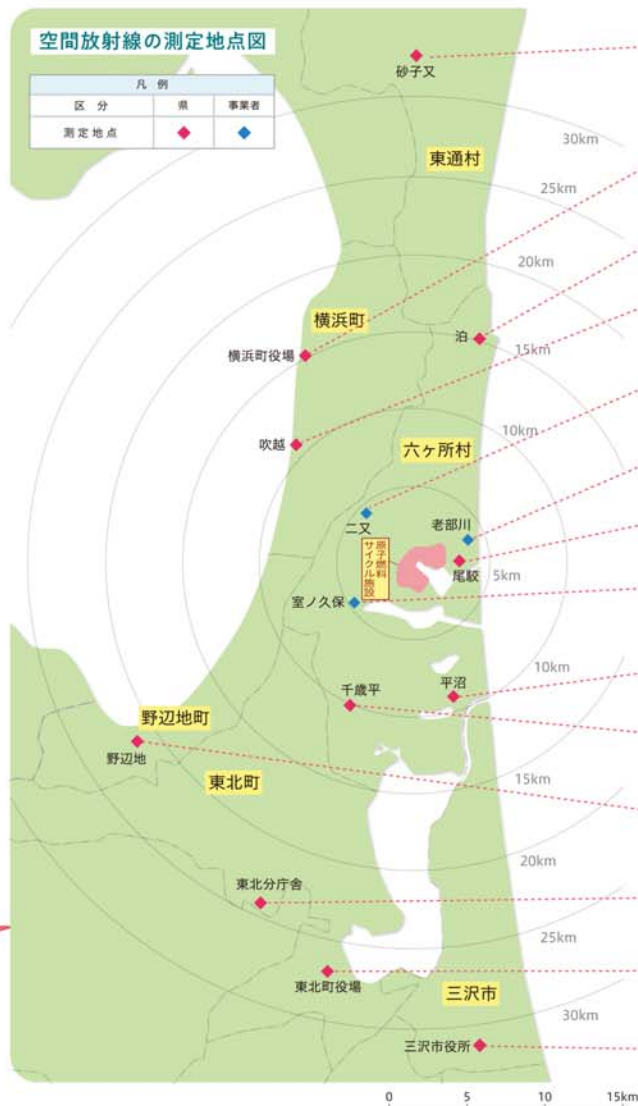 空間放射線の測定地点図
凡 例
区 分 県 事業者
測定地点
砂子又
30km
東通村
25km
20km
横浜町
泊
横浜町役場
15km
10km
吹越
六ヶ所村
二又
老部川
原子燃料
サイクル施設
尾駮
5km
室ノ久保
10km
千歳平
平沼
野辺地町
野辺地
東北町
15km
20km
東北分庁舎
25km
東北町役場
三沢市
30km
三沢市役所
0 5 10 15km